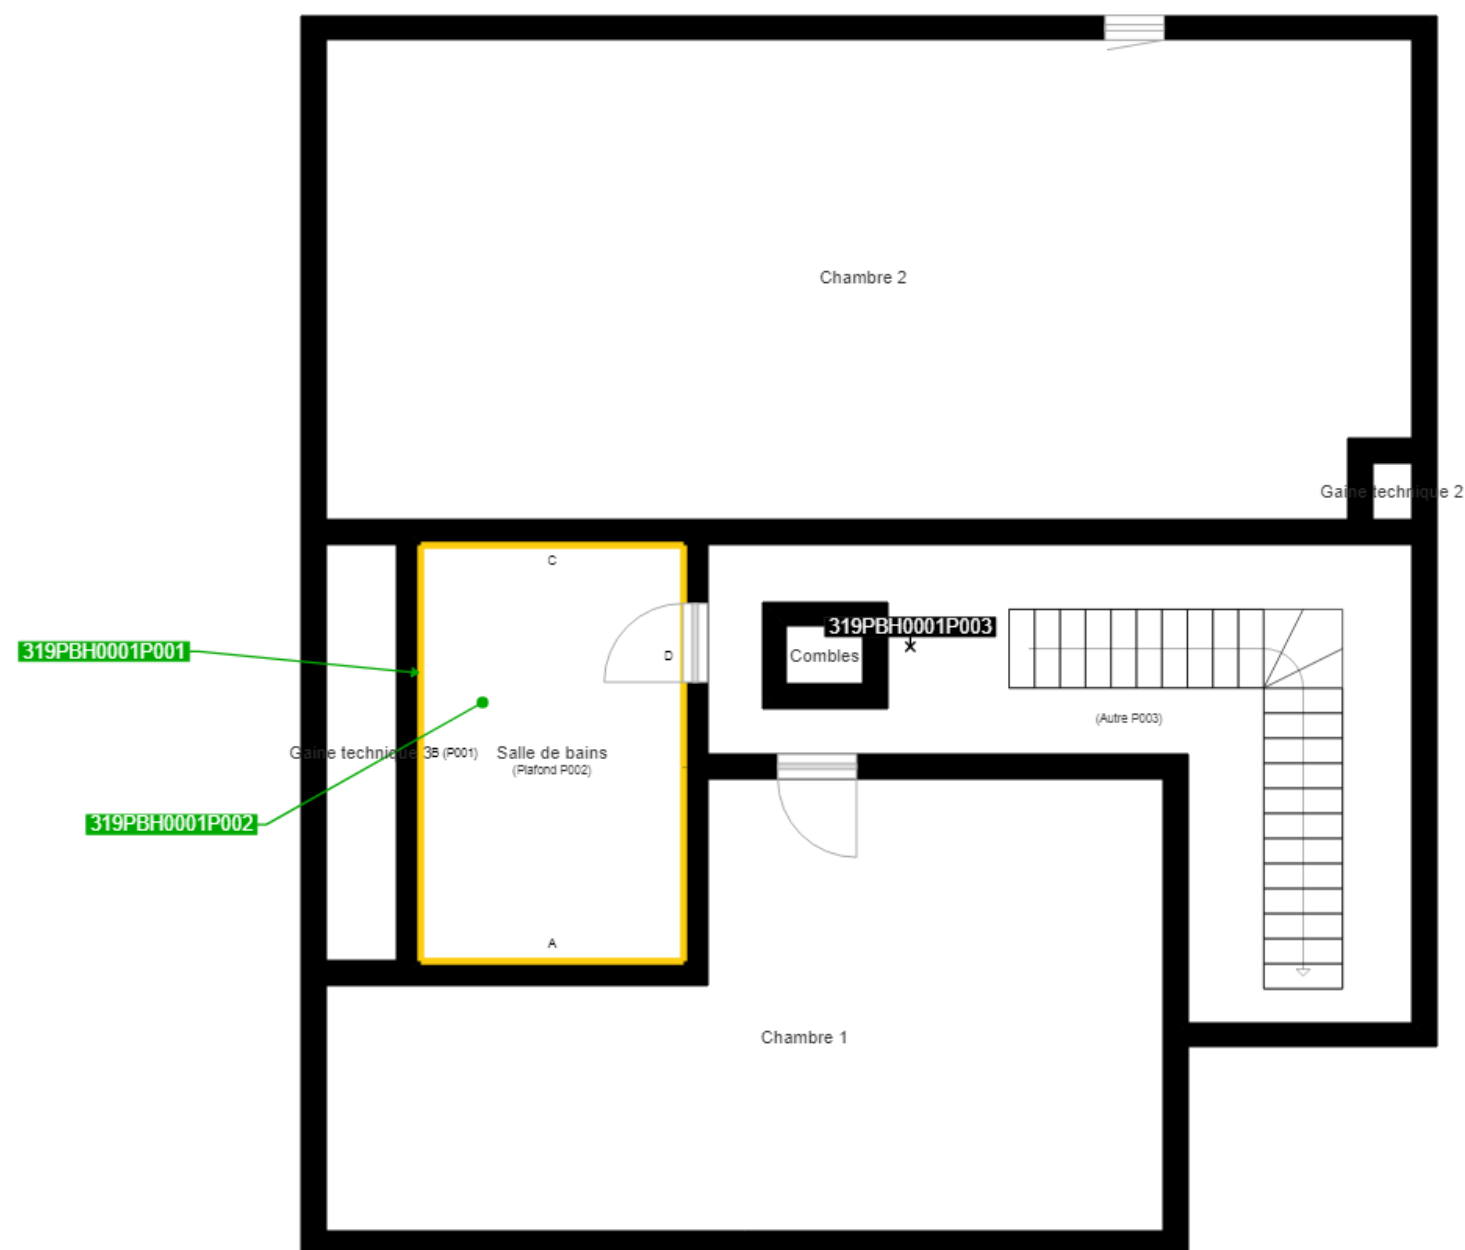 Chambre 2
Gaine technique 2
C
319PBH0001P003
319PBH0001P001
D
Combles
(Autre P003)
Gaine technique 3
B (P001)
Salle de bains
(Plafond P002)
319PBH0001P002
A
Chambre 1